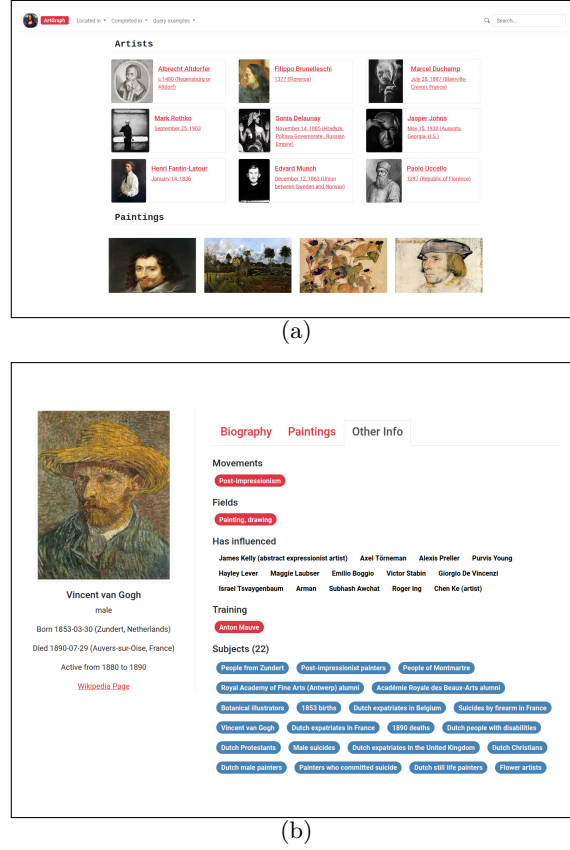 ArtGraph Located in Completed in Query examples Search...
Artists
Albrecht Altdorfer
c.1480 (Regensburg or
Altdorf)
Filippo Brunelleschi
1377 (Florence)
Marcel Duchamp
July 28, 1887 (Blainville-
Crevon, France)
Mark Rothko
September 25, 1903
Sonia Delaunay
November 14, 1885 (Hradyzk,
Poltava Governorate , Russian
Empire)
Jasper Johns
May 15, 1930 (Augusta,
Georgia, U.S.)
Henri Fantin-Latour
January 14, 1836
Edvard Munch
December 12, 1863 (Union
between Sweden and Norway)
Paolo Uccello
1397 (Republic of Florence)
Paintings
(a)
Vincent van Gogh
male
Born 1853-03-30 (Zundert, Netherlands)
Died 1890-07-29 (Auvers-sur-Oise, France)
Active from 1880 to 1890
Wikipedia Page
Biography Paintings Other Info
Movements
Post-Impressionism
Fields
Painting, drawing
Has influenced
James Kelly (abstract expressionist artist) Axel Törneman Alexis Preller Purvis Young
Hayley Lever Maggie Laubser Emilio Boggio Victor Stabin Giorgio De Vincenzi
Israel Tsvaygenbaum Arman Subhash Awchat Roger Ing Chen Ke (artist)
Training
Anton Mauve
Subjects (22)
People from Zundert Post-impressionist painters People of Montmartre
Royal Academy of Fine Arts (Antwerp) alumni Académie Royale des Beaux-Arts alumni
Botanical illustrators 1853 births Dutch expatriates in Belgium Suicides by firearm in France
Vincent van Gogh Dutch expatriates in France 1890 deaths Dutch people with disabilities
Dutch Protestants Male suicides Dutch expatriates in the United Kingdom Dutch Christians
Dutch male painters Painters who committed suicide Dutch still life painters Flower artists
(b)